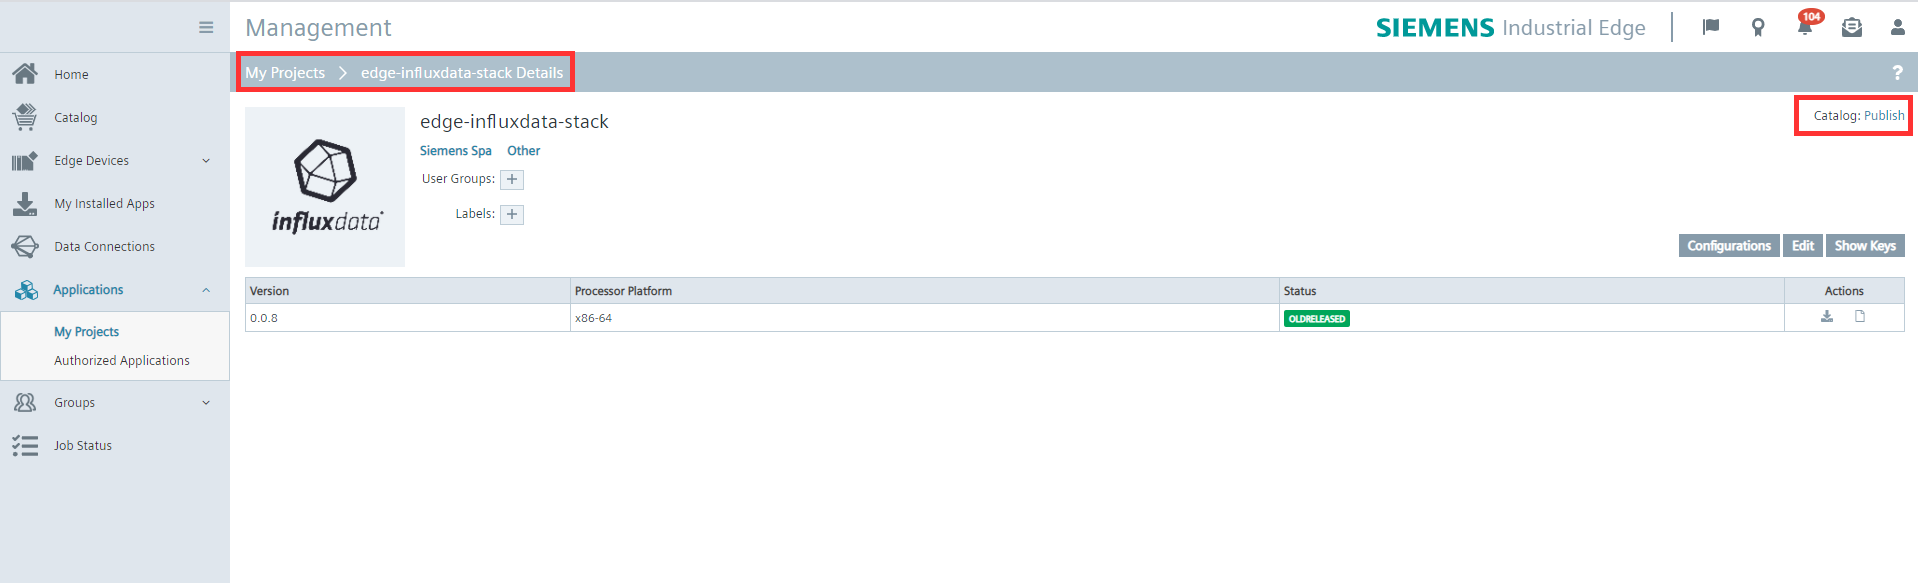 Management
SIEMENS Industrial Edge
104
Home
Catalog
Edge Devices
My Installed Apps
Data Connections
Applications
My Projects
Authorized Applications
Groups
Job Status
My Projects > edge-influxdata-stack Details
?
influxdata
edge-influxdata-stack
Siemens Spa Other
User Groups: +
Labels: +
Catalog: Publish
Configurations Edit Show Keys
Version Processor Platform Status Actions
0.0.8 x86-64 OLDRELEASED